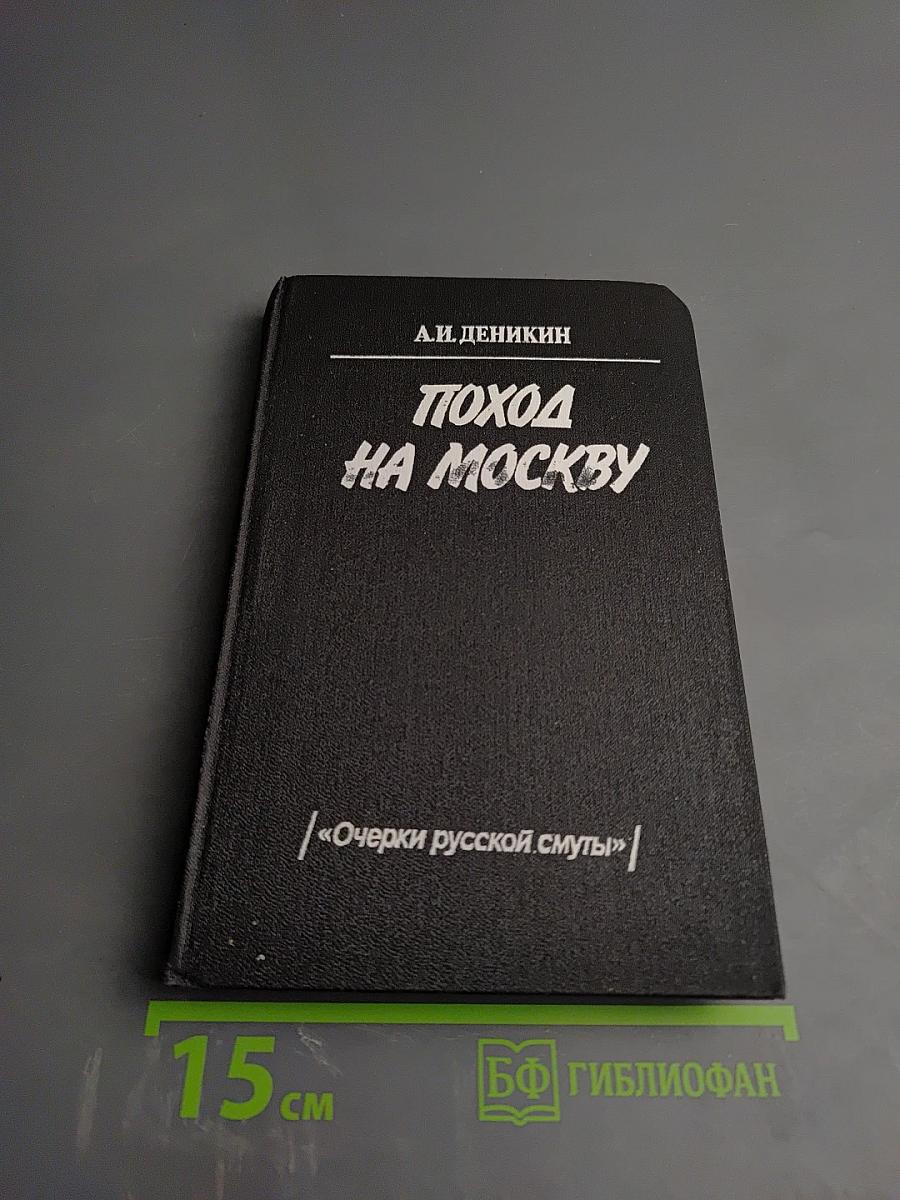 А.И. ДЕНИКИН
ПОХОД
НА МОСКВУ
«Очерки русской смуты»
15 см
БФ ГИБЛИОФАН